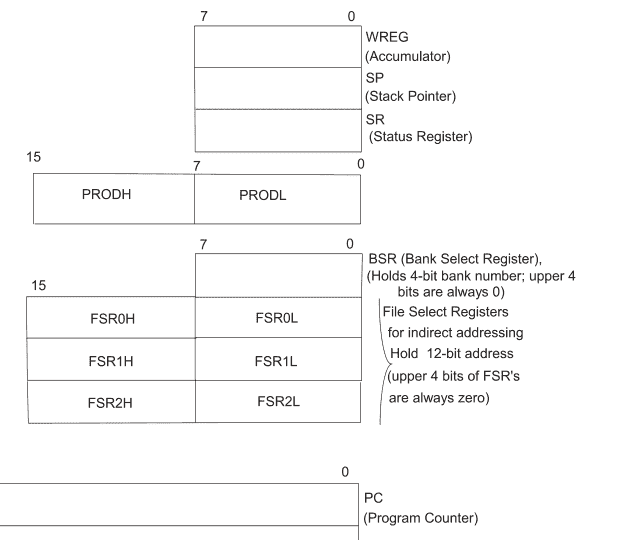 7 0
WREG
(Accumulator)
SP
(Stack Pointer)
SR
(Status Register)
15 7 0
PRODH PRODL
7 0
BSR (Bank Select Register),
(Holds 4-bit bank number; upper 4
bits are always 0)
15
FSR0H FSR0L
FSR1H FSR1L
FSR2H FSR2L
File Select Registers
for indirect addressing
Hold 12-bit address
(upper 4 bits of FSR's
are always zero)
0
PC
(Program Counter)